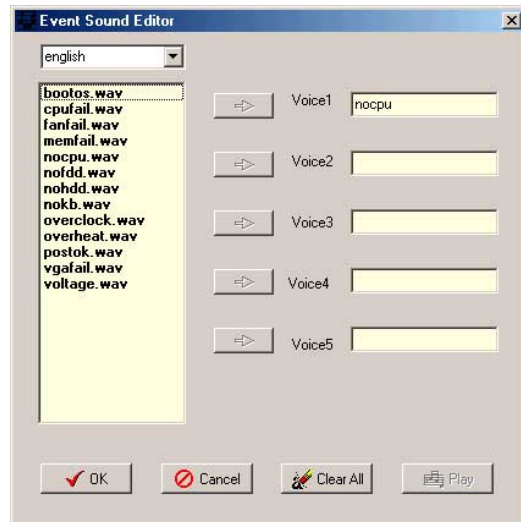 Event Sound Editor
english
bootos.wav
cpufail.wav
fanfail.wav
memfail.wav
nocpu.wav
nofdd.wav
nohdd.wav
nokb.wav
overclock.wav
overheat.wav
postok.wav
vgafail.wav
voltage.wav
Voice1 nocpu
Voice2
Voice3
Voice4
Voice5
OK Cancel Clear All Play